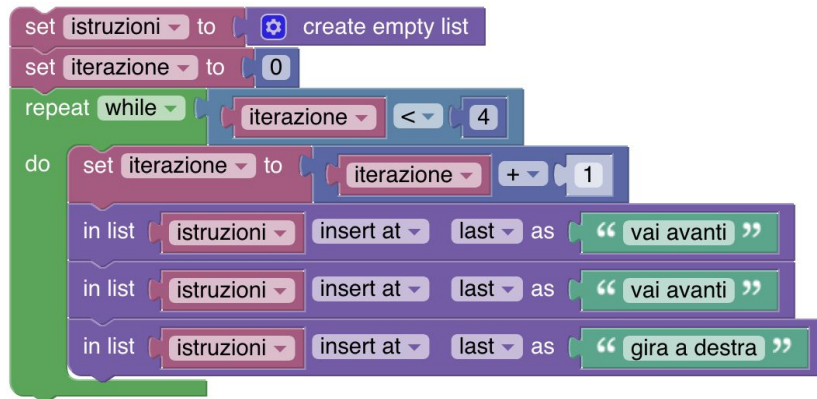 set istruzioni to create empty list
set iterazione to 0
repeat while iterazione < 4
do set iterazione to iterazione + 1
in list istruzioni insert at last as “ vai avanti ”
in list istruzioni insert at last as “ vai avanti ”
in list istruzioni insert at last as “ gira a destra ”